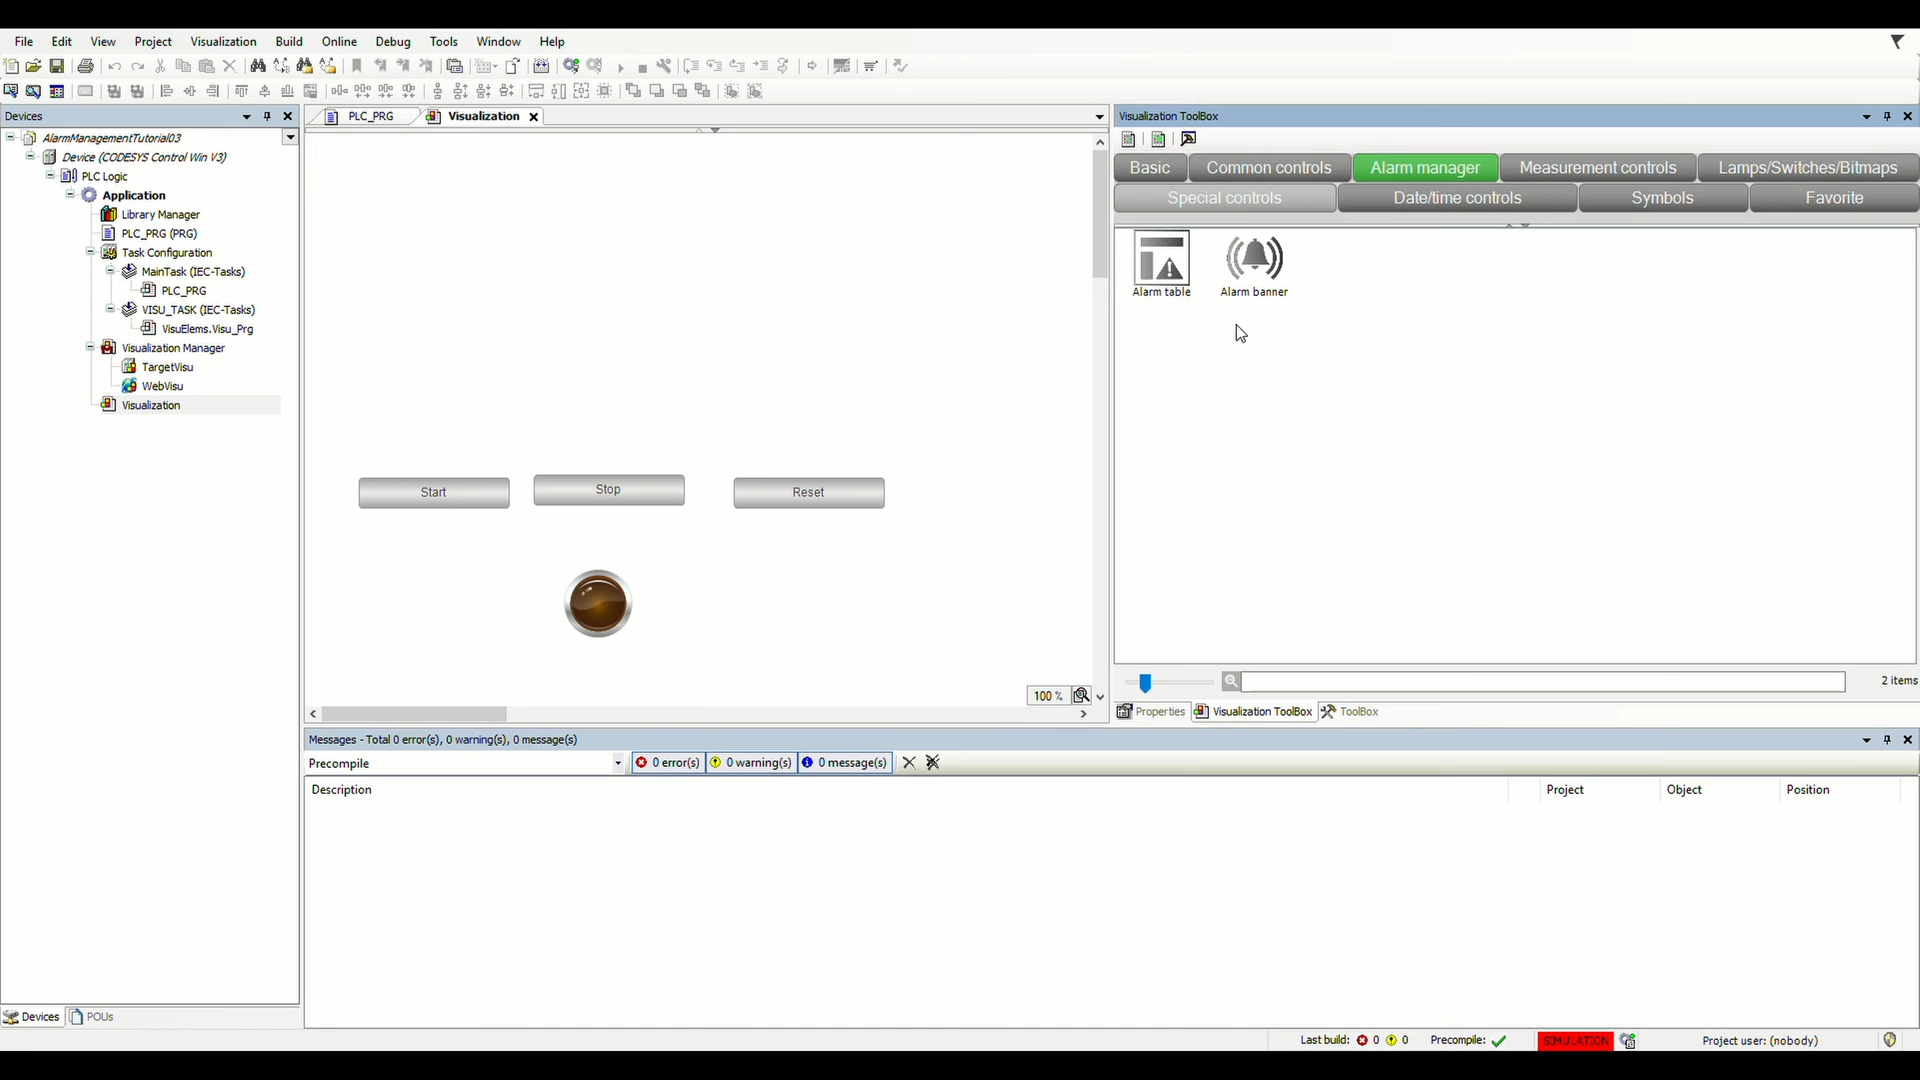 File Edit View Project Visualization Build Online Debug Tools Window Help
Devices
AlarmManagementTutorial03
Device (CODESYS Control Win V3)
PLC Logic
Application
Library Manager
PLC_PRG (PRG)
Task Configuration
MainTask (IEC-Tasks)
PLC_PRG
VISU_TASK (IEC-Tasks)
VisuElems.Visu_Prg
Visualization Manager
TargetVisu
WebVisu
Visualization
Devices POUs
PLC_PRG Visualization
Start Stop Reset
100 %
Visualization ToolBox
Basic Common controls Alarm manager Measurement controls Lamps/Switches/Bitmaps
Special controls Date/time controls Symbols Favorite
Alarm table Alarm banner
2 items
Properties Visualization ToolBox ToolBox
Messages - Total 0 error(s), 0 warning(s), 0 message(s)
Precompile 0 error(s) 0 warning(s) 0 message(s)
Description Project Object Position
Last build: 0 0 Precompile: SIMULATION Project user: (nobody)